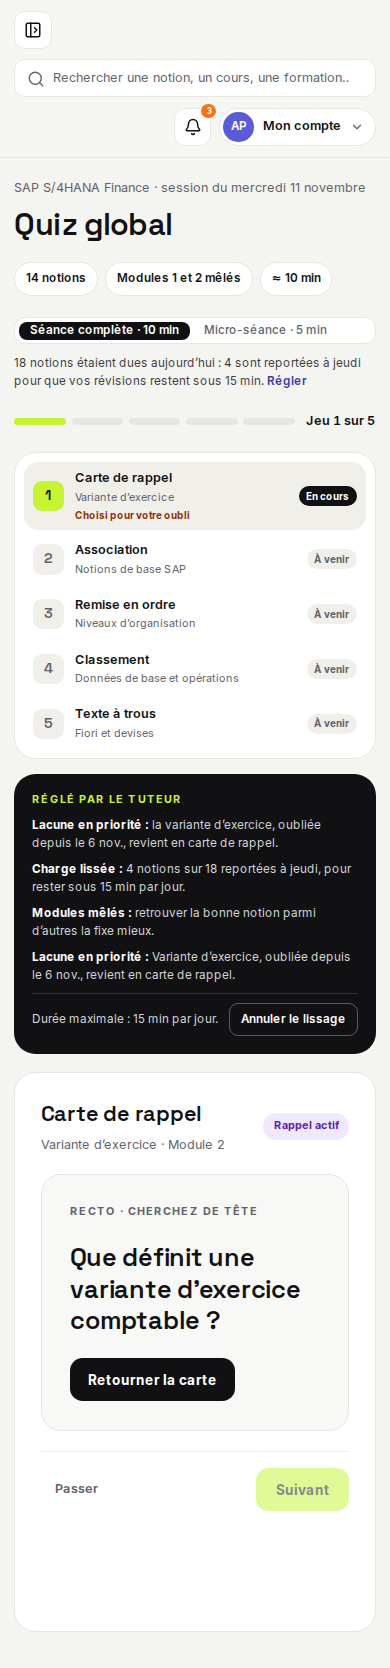 Rechercher une notion, un cours, une formation..
3
AP
Mon compte
SAP S/4HANA Finance · session du mercredi 11 novembre
Quiz global
14 notions
Modules 1 et 2 mêlés
≈ 10 min
Séance complète · 10 min
Micro-séance · 5 min
18 notions étaient dues aujourd’hui : 4 sont reportées à jeudi
pour que vos révisions restent sous 15 min. Régler
Jeu 1 sur 5
1
Carte de rappel
Variante d’exercice
Choisi pour votre oubli
En cours
2
Association
Notions de base SAP
À venir
3
Remise en ordre
Niveaux d’organisation
À venir
4
Classement
Données de base et opérations
À venir
5
Texte à trous
Fiori et devises
À venir
RÉGLÉ PAR LE TUTEUR
Lacune en priorité : la variante d’exercice, oubliée
depuis le 6 nov., revient en carte de rappel.
Charge lissée : 4 notions sur 18 reportées à jeudi, pour
rester sous 15 min par jour.
Modules mêlés : retrouver la bonne notion parmi
d’autres la fixe mieux.
Lacune en priorité : Variante d’exercice, oubliée depuis
le 6 nov., revient en carte de rappel.
Durée maximale : 15 min par jour.
Annuler le lissage
Carte de rappel
Variante d’exercice · Module 2
Rappel actif
RECTO · CHERCHEZ DE TÊTE
Que définit une
variante d’exercice
comptable ?
Retourner la carte
Passer
Suivant